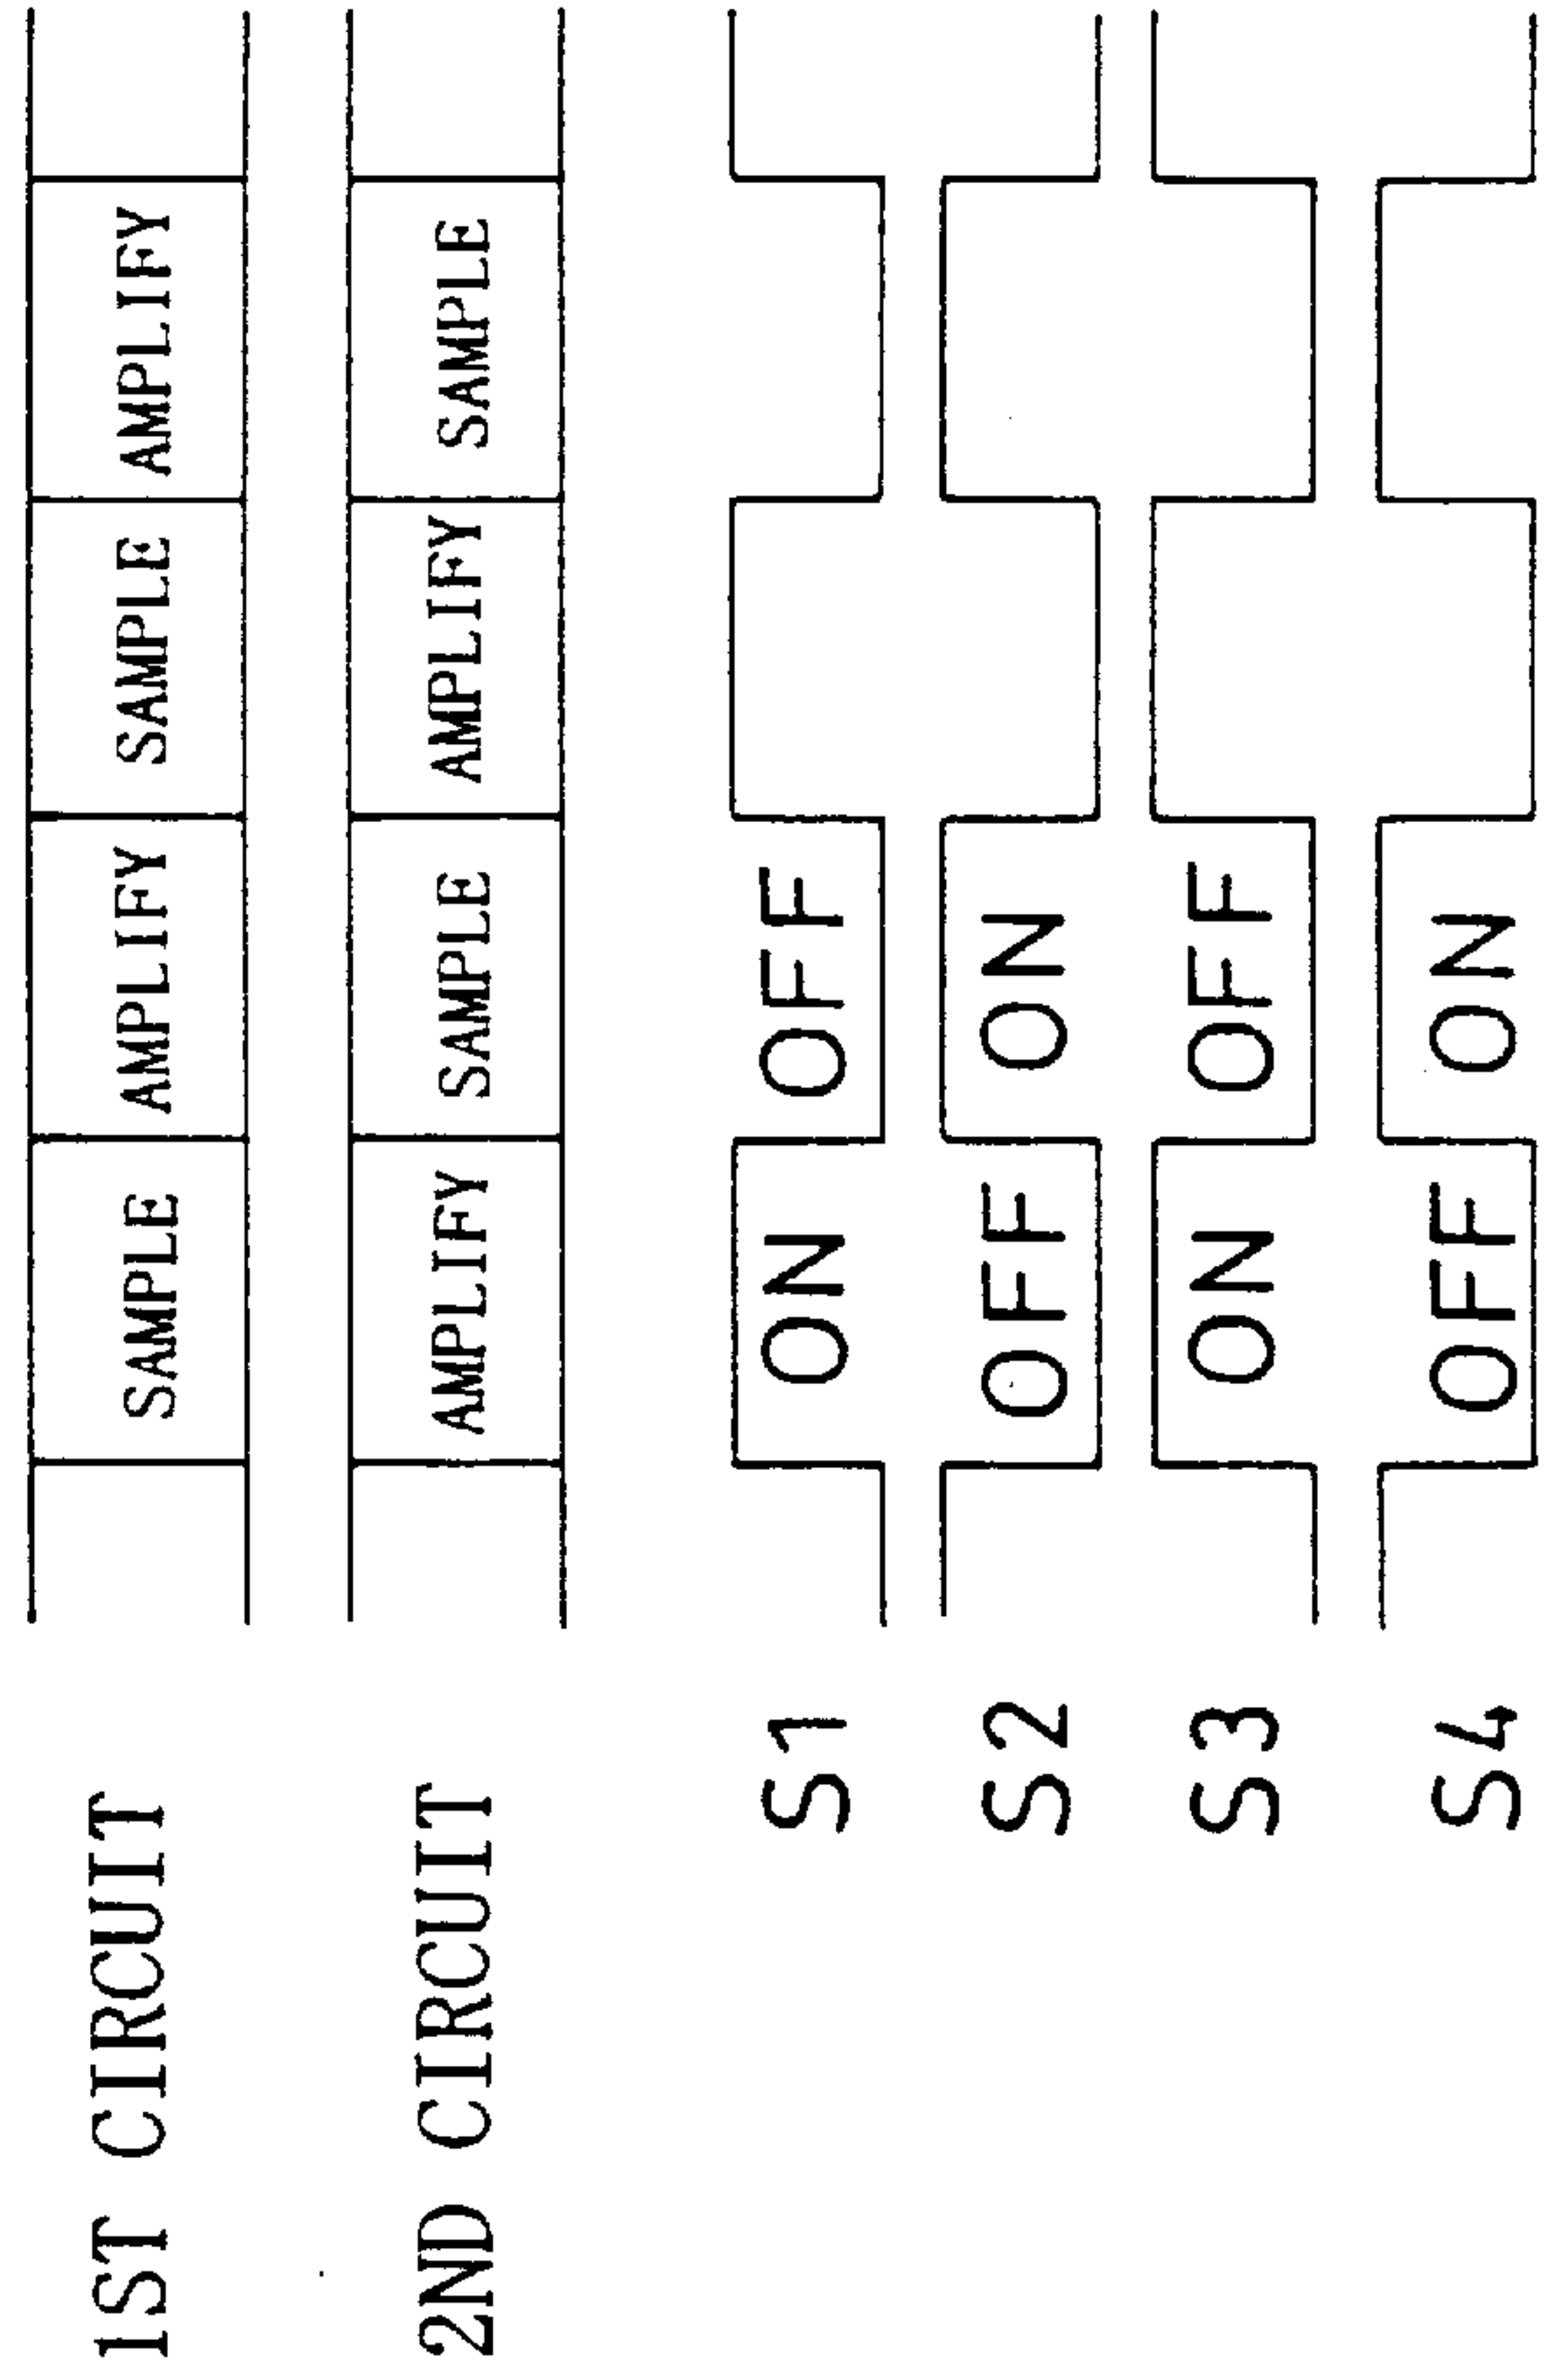 1ST CIRCUIT SAMPLE AMPLIFY SAMPLE AMPLIFY
2ND CIRCUIT AMPLIFY SAMPLE AMPLIFY SAMPLE
S1 ON OFF
S2 OFF ON
S3 ON OFF
S4 OFF ON